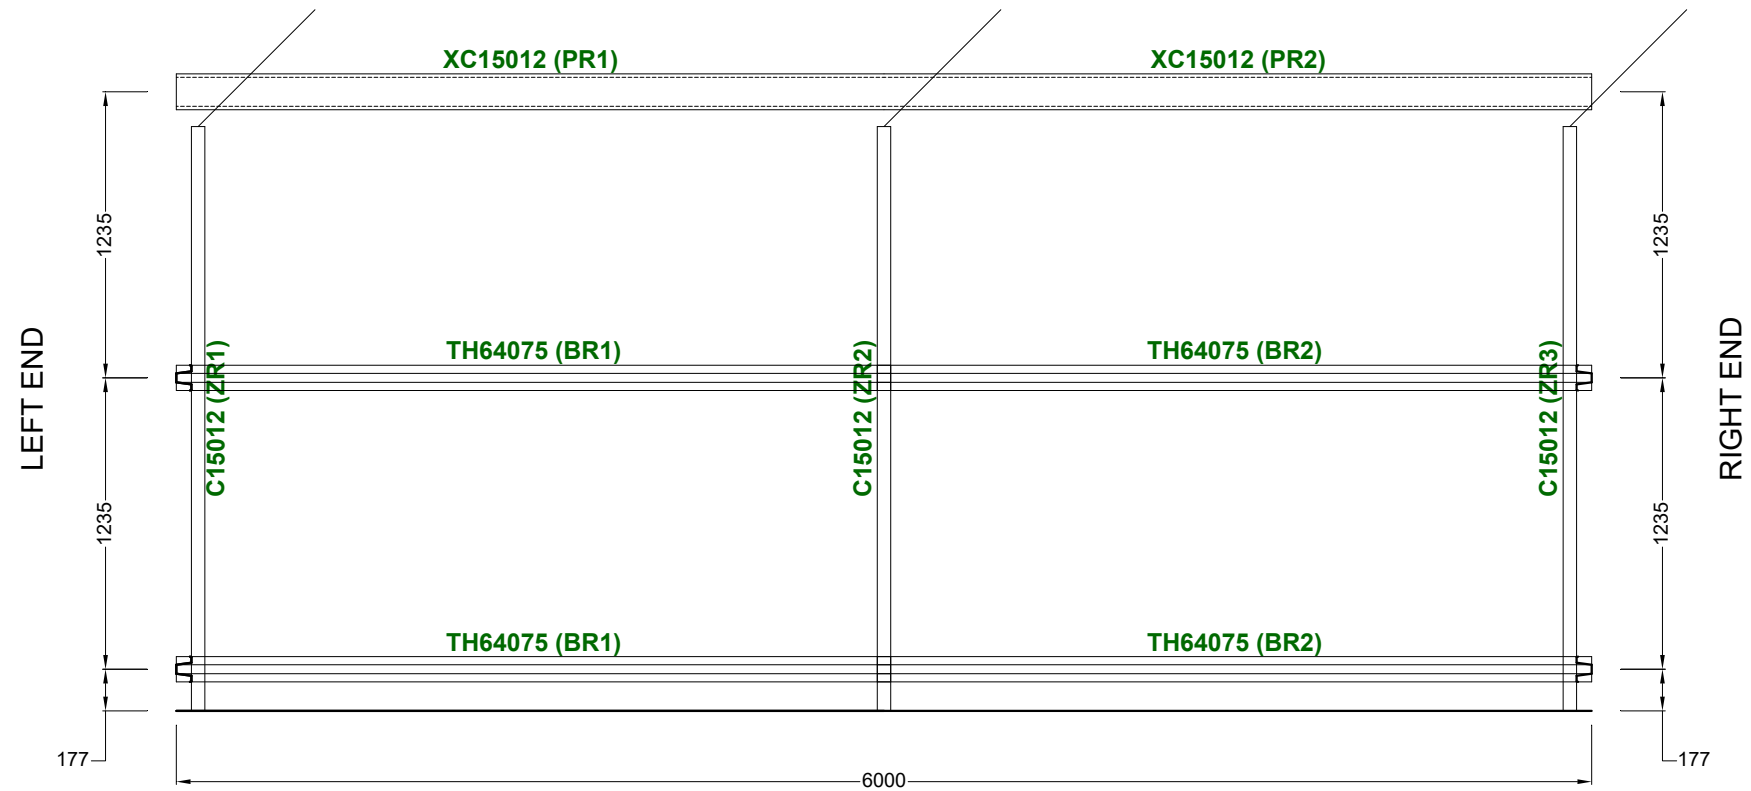 XC15012 (PR1)
XC15012 (PR2)
1235
1235
LEFT END
TH64075 (BR1)
TH64075 (BR2)
RIGHT END
C15012 (ZR1)
C15012 (ZR2)
C15012 (ZR3)
1235
1235
TH64075 (BR1)
TH64075 (BR2)
177
177
6000